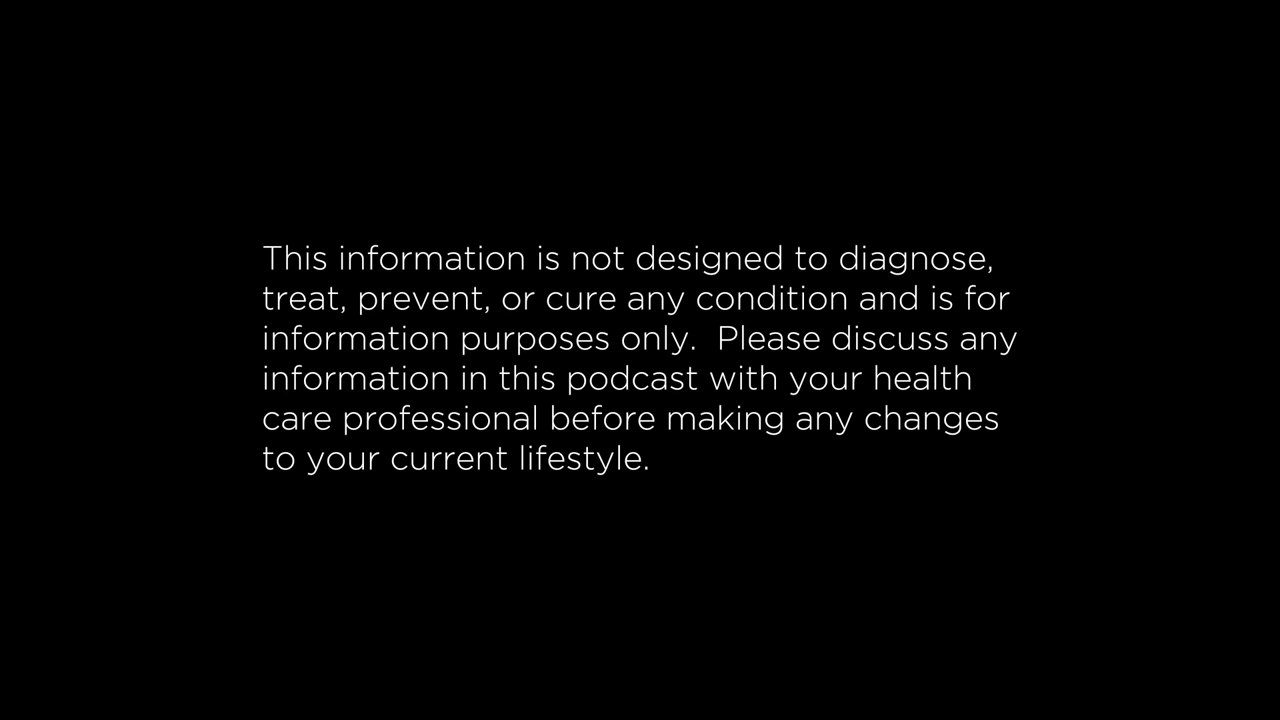 This information is not designed to diagnose,
treat, prevent, or cure any condition and is for
information purposes only.  Please discuss any
information in this podcast with your health
care professional before making any changes
to your current lifestyle.